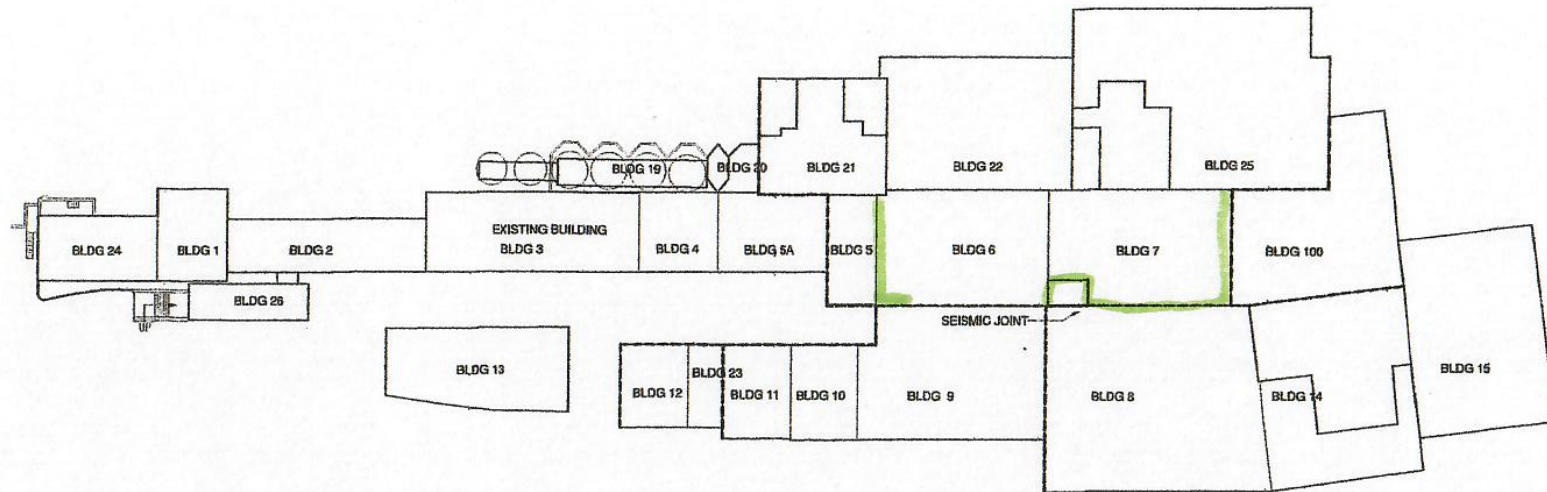 BLDG 19
BLDG 20
BLDG 21
BLDG 22
BLDG 25
BLDG 24
BLDG 1
BLDG 2
EXISTING BUILDING
BLDG 3
BLDG 4
BLDG 5A
BLDG 5
BLDG 6
BLDG 7
BLDG 100
BLDG 26
UP
SEISMIC JOINT
BLDG 13
BLDG 12
BLDG 23
BLDG 11
BLDG 10
BLDG 9
BLDG 8
BLDG 14
BLDG 15